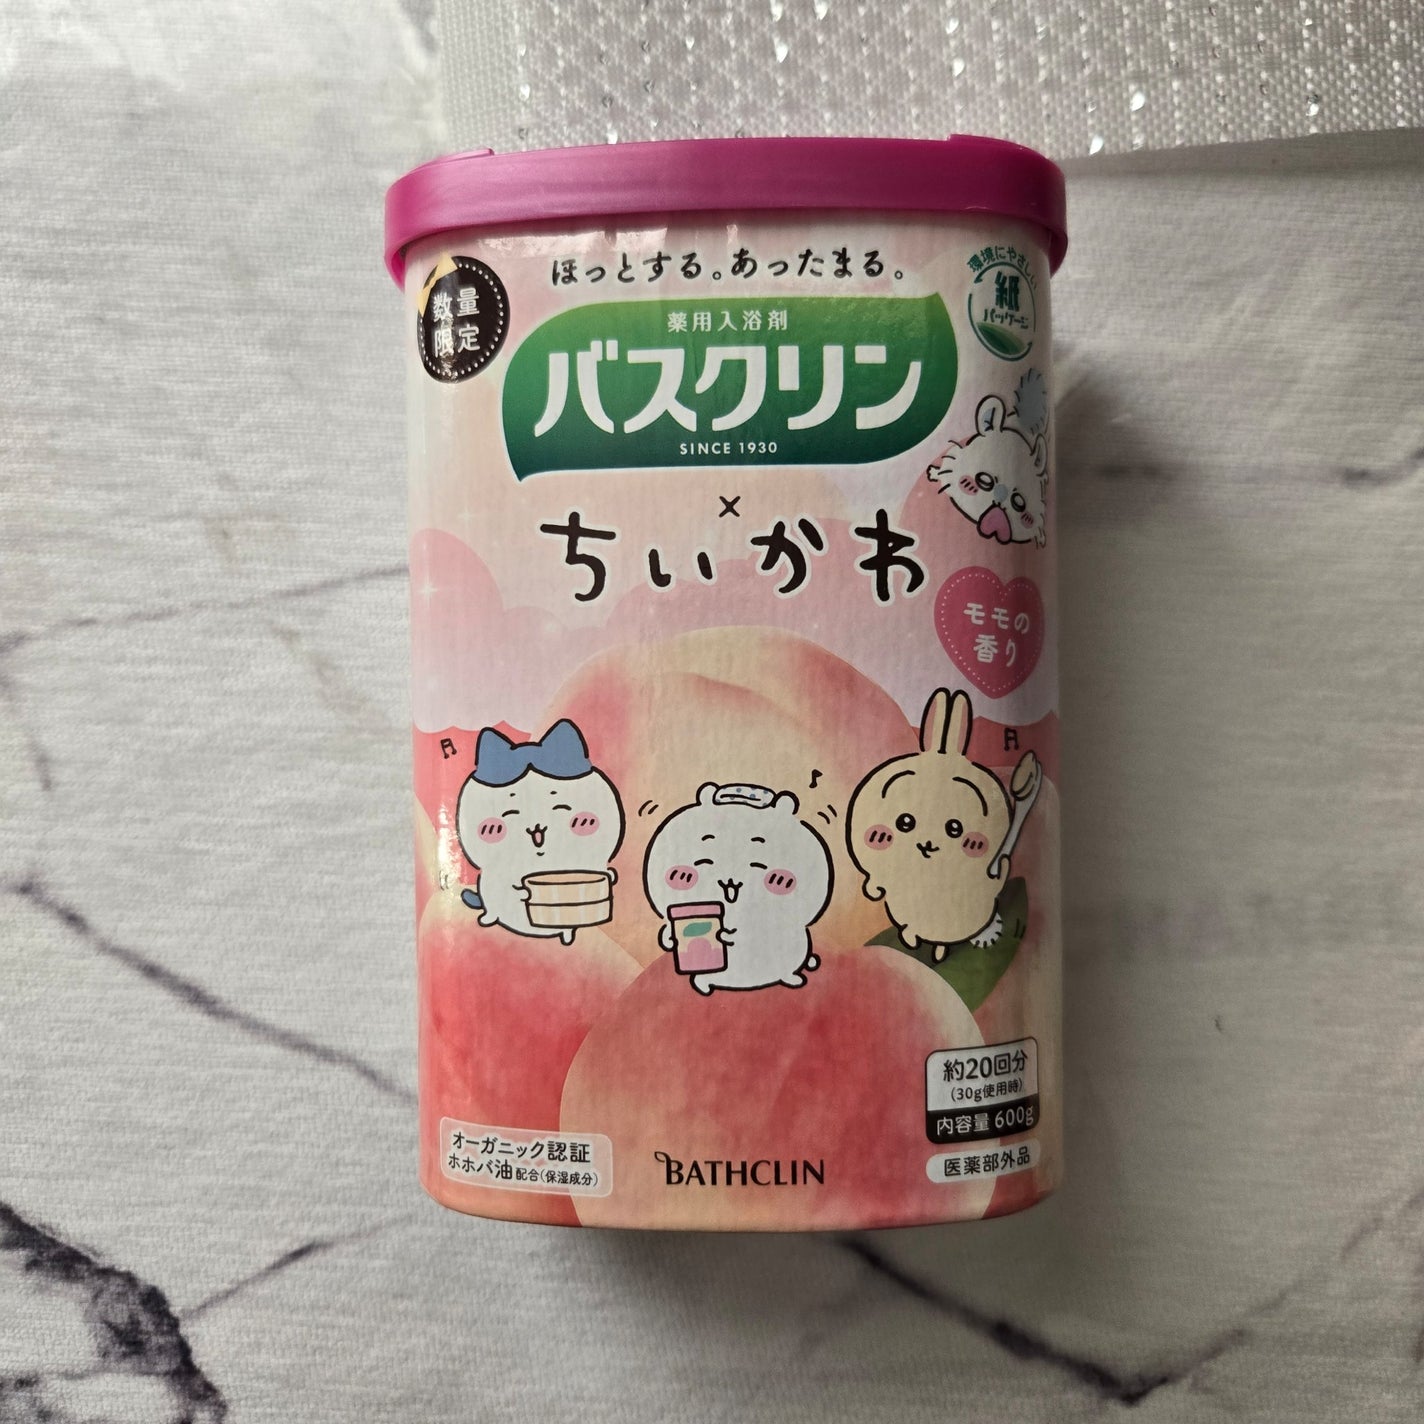 ほっとする。あったまる。
数量
限定
環境にやさしい
紙
パッケージ
薬用入浴剤
バスクリン
SINCE 1930
×
ちいかわ
モモの
香り
約20回分
(30g使用時)
内容量 600g
医薬部外品
オーガニック認証
ホホバ油配合(保湿成分)
BATHCLIN